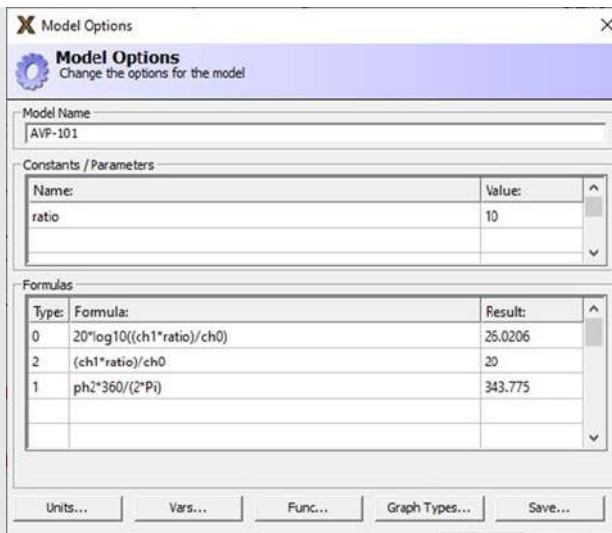 Model Options
Model Options
Change the options for the model
Model Name
AVP-101
Constants / Parameters
Name: Value:
ratio 10
Formulas
Type: Formula: Result:
0 20*log10((ch1*ratio)/ch0) 26.0206
2 (ch1*ratio)/ch0 20
1 ph2*360/(2*Pi) 343.775
Units... Vars... Func... Graph Types... Save...